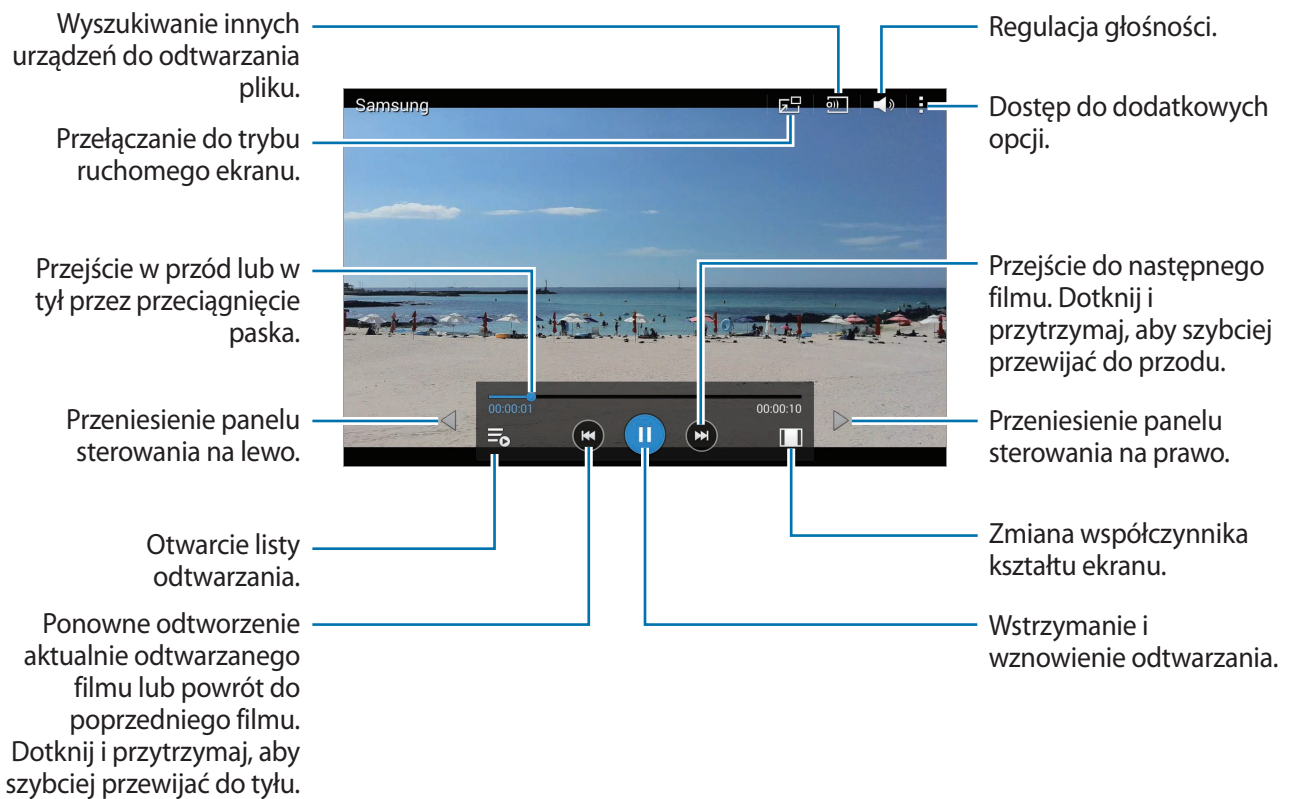 Wyszukiwanie innych
urządzeń do odtwarzania
pliku.
Przełączanie do trybu
ruchomego ekranu.
Przejście w przód lub w
tył przez przeciągnięcie
paska.
Przeniesienie panelu
sterowania na lewo.
Otwarcie listy
odtwarzania.
Ponowne odtworzenie
aktualnie odtwarzanego
filmu lub powrót do
poprzedniego filmu.
Dotknij i przytrzymaj, aby
szybciej przewijać do tyłu.
Samsung
00:00:01
00:00:10
Regulacja głośności.
Dostęp do dodatkowych
opcji.
Przejście do następnego
filmu. Dotknij i
przytrzymaj, aby szybciej
przewijać do przodu.
Przeniesienie panelu
sterowania na prawo.
Zmiana współczynnika
kształtu ekranu.
Wstrzymanie i
wznowienie odtwarzania.